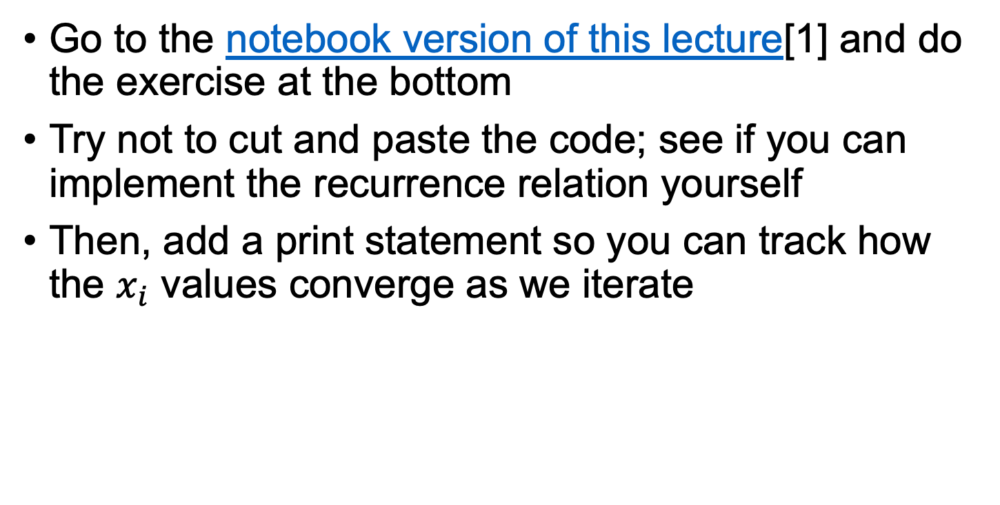 • Go to the notebook version of this lecture[1] and do
the exercise at the bottom
• Try not to cut and paste the code; see if you can
implement the recurrence relation yourself
• Then, add a print statement so you can track how
the 𝑥ᵢ values converge as we iterate